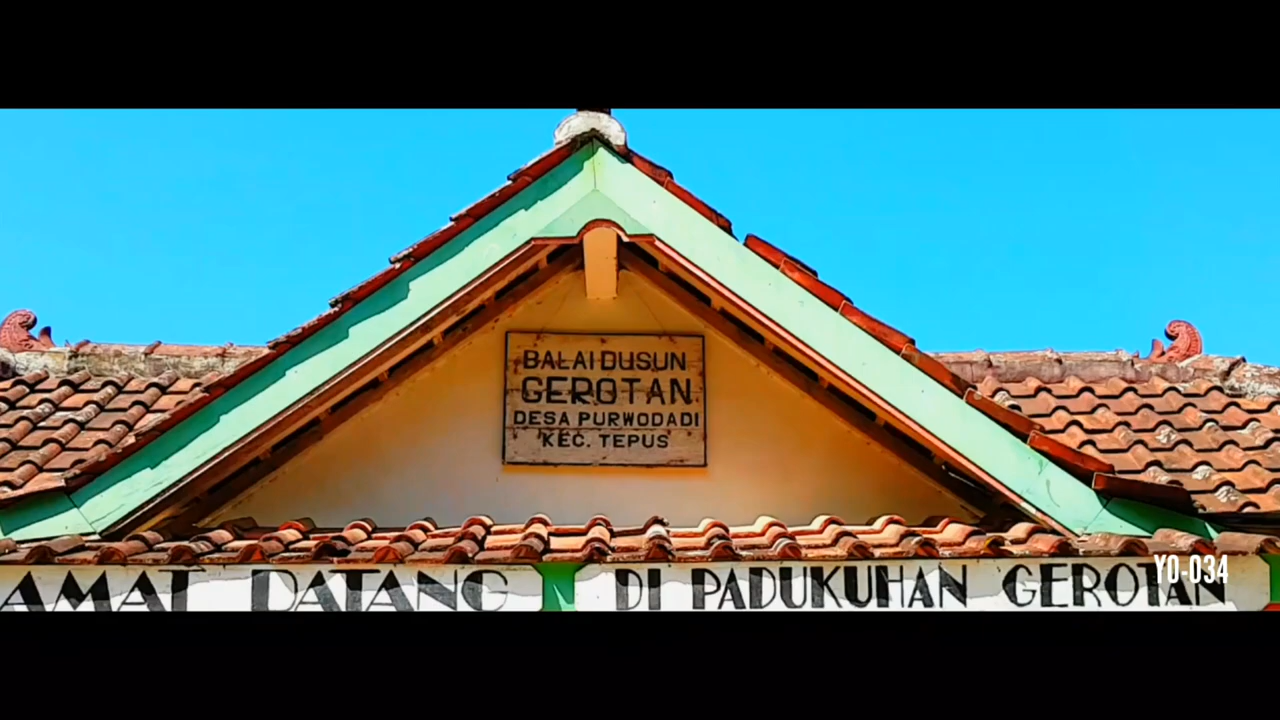 BALAI DUSUN
GEROTAN
DESA PURWODADI
KEC. TEPUS
AMAT DATANG DI PADUKUHAN GEROTAN
YO-034